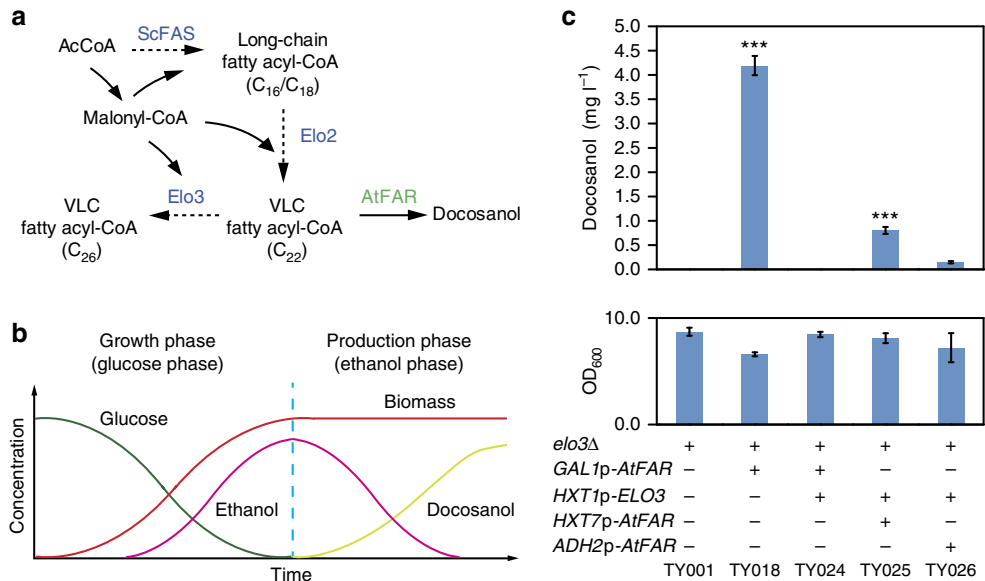 a
AcCoA
ScFAS
Long-chain
fatty acyl-CoA
(C16/C18)
Malonyl-CoA
Elo2
Elo3
AtFAR
VLC
fatty acyl-CoA
(C26)
VLC
fatty acyl-CoA
(C22)
Docosanol
b
Growth phase
(glucose phase)
Production phase
(ethanol phase)
Glucose
Biomass
Ethanol
Docosanol
Concentration
Time
c
Docosanol (mg l−1)
5.0
4.5
4.0
3.5
3.0
2.5
2.0
1.5
1.0
0.5
0.0
***
***
OD600
10.0
0.0
elo3Δ + + + + +
GAL1p-AtFAR – + + – –
HXT1p-ELO3 – – + + +
HXT7p-AtFAR – – – + –
ADH2p-AtFAR – – – – +
TY001 TY018 TY024 TY025 TY026